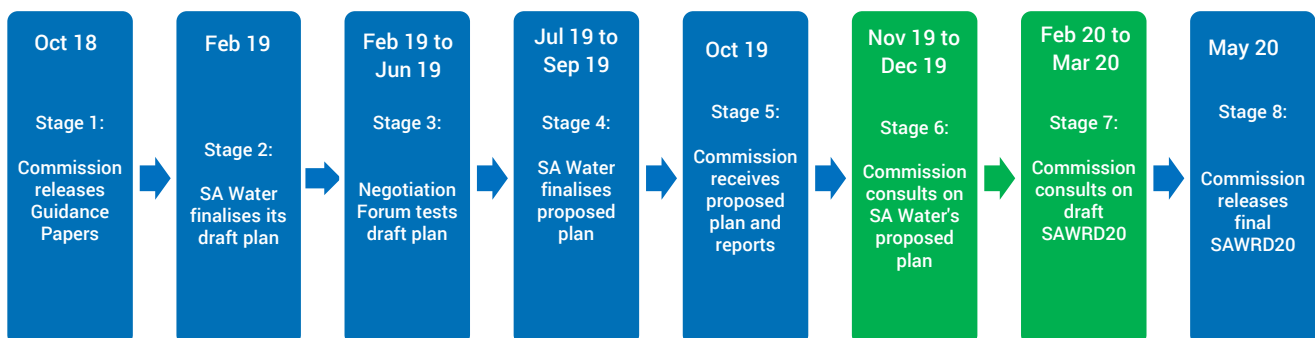 Oct 18
Stage 1:
Commission
releases
Guidance
Papers
Feb 19
Stage 2:
SA Water
finalises its
draft plan
Feb 19 to
Jun 19
Stage 3:
Negotiation
Forum tests
draft plan
Jul 19 to
Sep 19
Stage 4:
SA Water
finalises
proposed
plan
Oct 19
Stage 5:
Commission
receives
proposed
plan and
reports
Nov 19 to
Dec 19
Stage 6:
Commission
consults on
SA Water's
proposed
plan
Feb 20 to
Mar 20
Stage 7:
Commission
consults on
draft
SAWRD20
May 20
Stage 8:
Commission
releases
final
SAWRD20